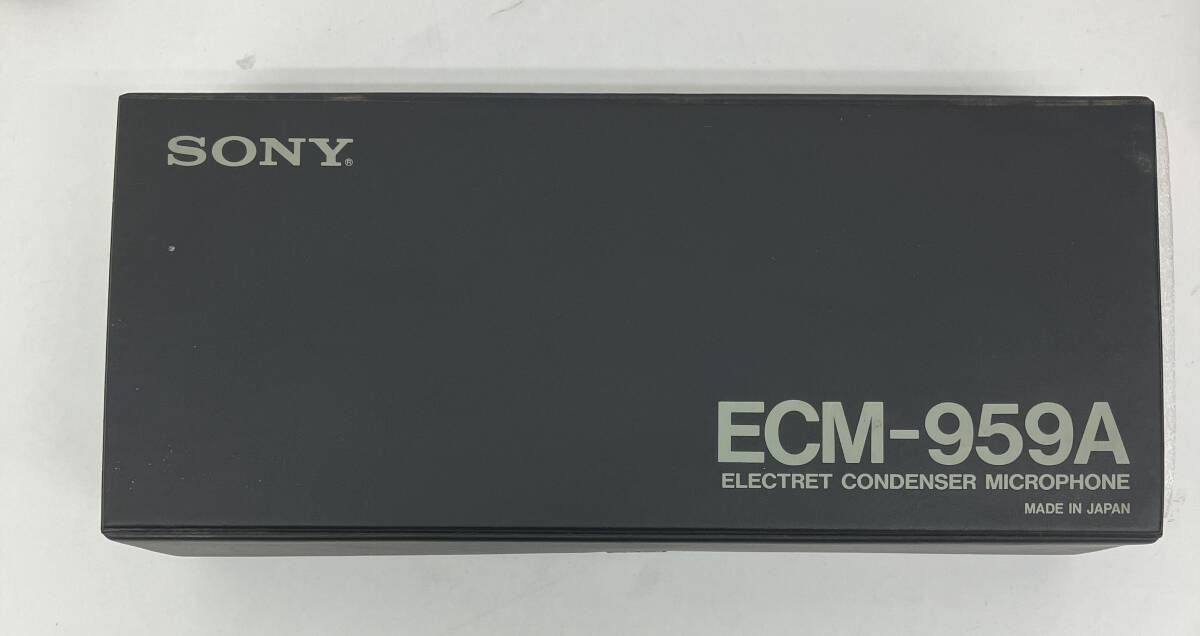 SONY®
ECM-959A
ELECTRET CONDENSER MICROPHONE
MADE IN JAPAN